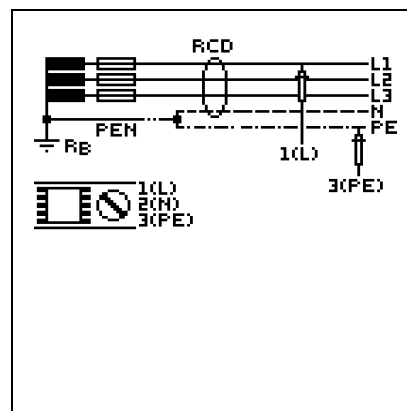 RCD
L1
L2
L3
N
PEN
PE
RB
1(L)
3(PE)
1(L)
2(N)
3(PE)